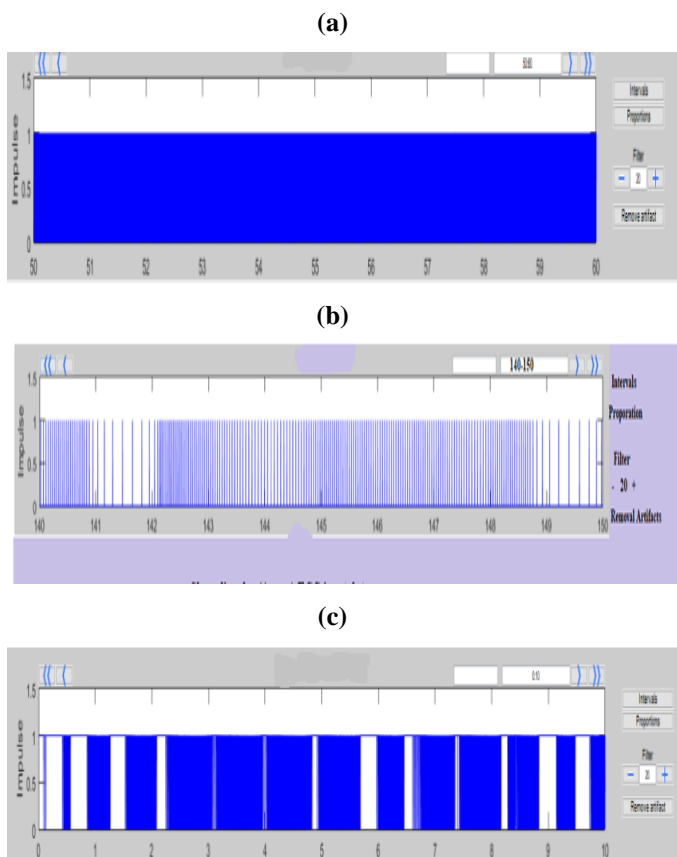 (a)
50:60
1.5
1
0.5
0
Impulse
50 51 52 53 54 55 56 57 58 59 60
Intervals
Proportions
Filter
- 20 +
Remove artifact
(b)
140-150
1.5
1
0.5
0
Impulse
140 141 142 143 144 145 146 147 148 149 150
Intervals
Proporation
Filter
- 20 +
Removal Artifacts
(c)
0:10
1.5
1
0.5
0
Impulse
0 1 2 3 4 5 6 7 8 9 10
Intervals
Proportions
Filter
- 20 +
Remove artifact